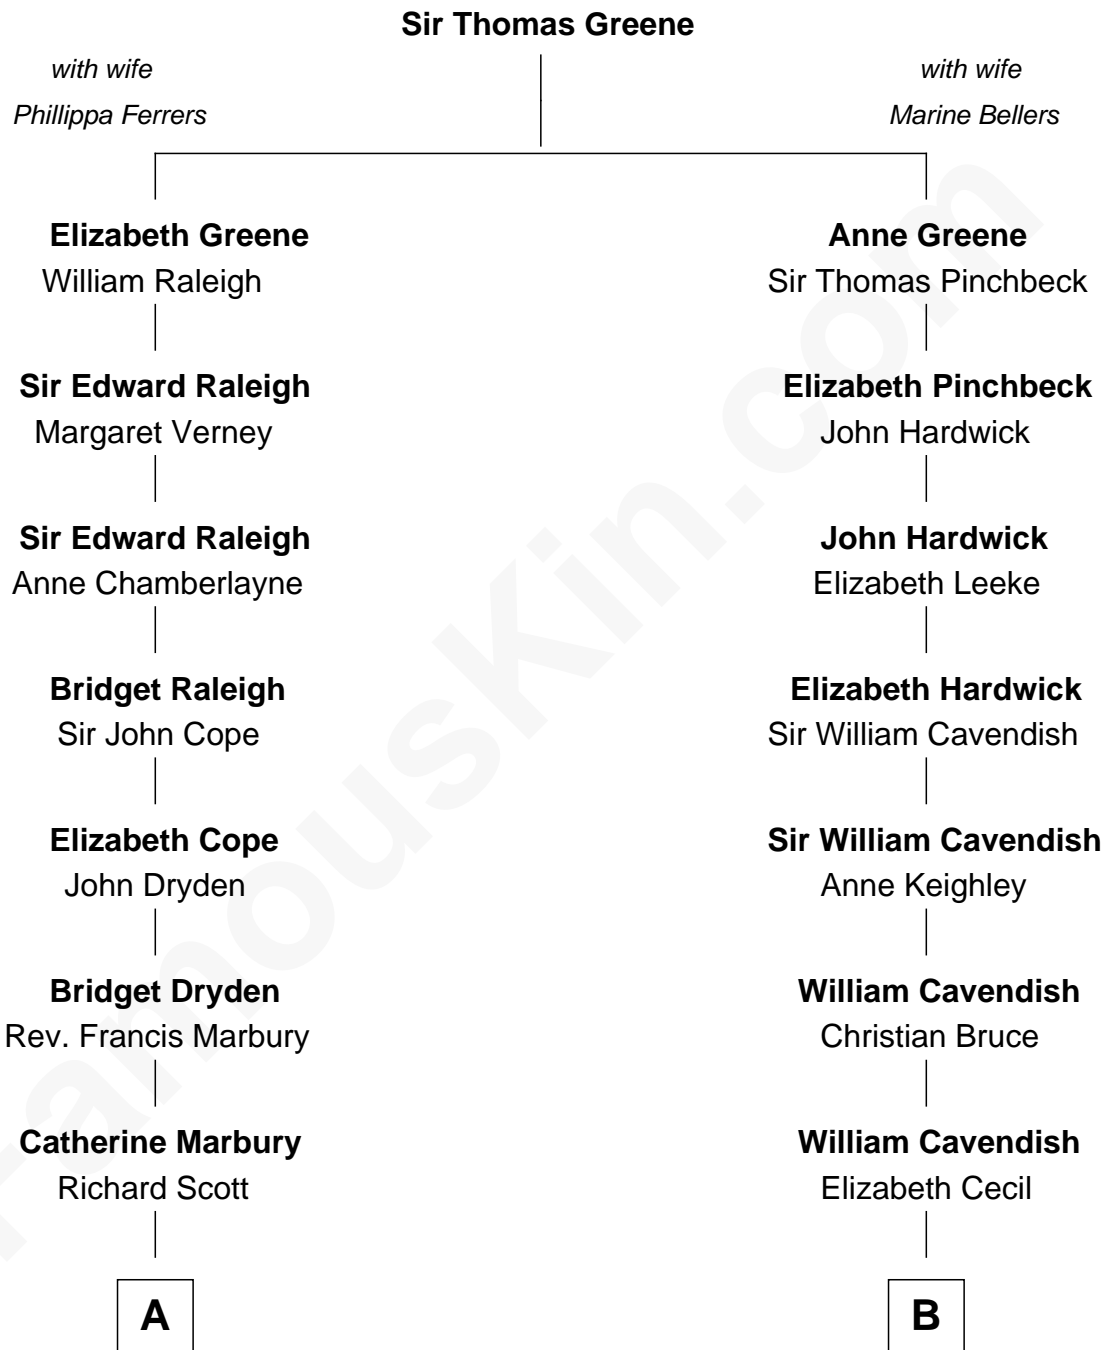 Sir Thomas Greene
with wife
Phillippa Ferrers
with wife
Marine Bellers
Elizabeth Greene
William Raleigh
Sir Edward Raleigh
Margaret Verney
Sir Edward Raleigh
Anne Chamberlayne
Bridget Raleigh
Sir John Cope
Elizabeth Cope
John Dryden
Bridget Dryden
Rev. Francis Marbury
Catherine Marbury
Richard Scott
A
Anne Greene
Sir Thomas Pinchbeck
Elizabeth Pinchbeck
John Hardwick
John Hardwick
Elizabeth Leeke
Elizabeth Hardwick
Sir William Cavendish
Sir William Cavendish
Anne Keighley
William Cavendish
Christian Bruce
William Cavendish
Elizabeth Cecil
B
FamousKin.com